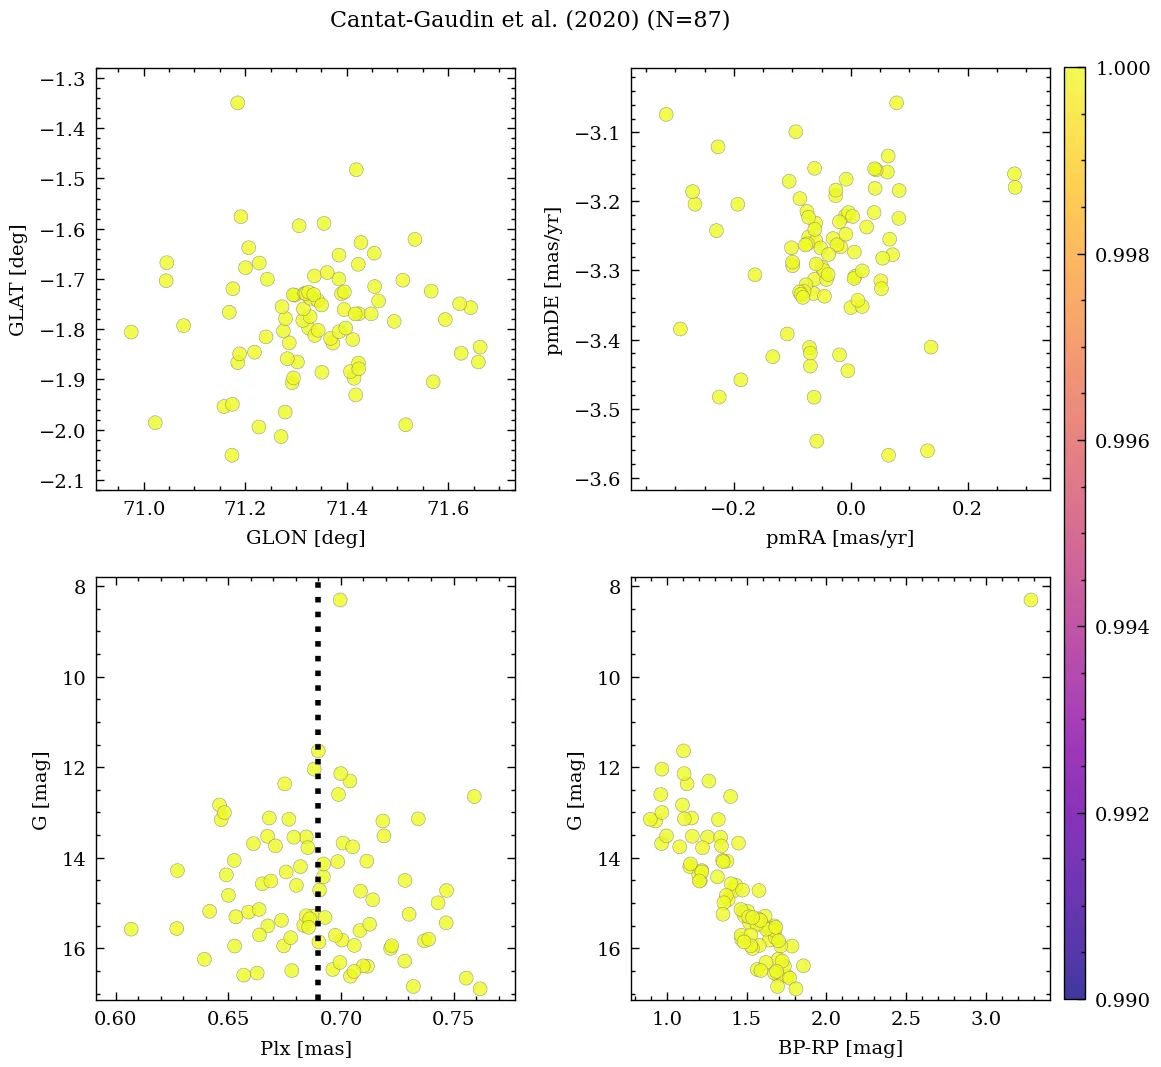 Cantat-Gaudin et al. (2020) (N=87)
−1.3
−1.4
−1.5
−1.6
−1.7
−1.8
−1.9
−2.0
−2.1
GLAT [deg]
71.0 71.2 71.4 71.6
GLON [deg]
−3.1
−3.2
−3.3
−3.4
−3.5
−3.6
pmDE [mas/yr]
−0.2 0.0 0.2
pmRA [mas/yr]
8
10
12
14
16
G [mag]
0.60 0.65 0.70 0.75
Plx [mas]
8
10
12
14
16
G [mag]
1.0 1.5 2.0 2.5 3.0
BP-RP [mag]
1.000
0.998
0.996
0.994
0.992
0.990